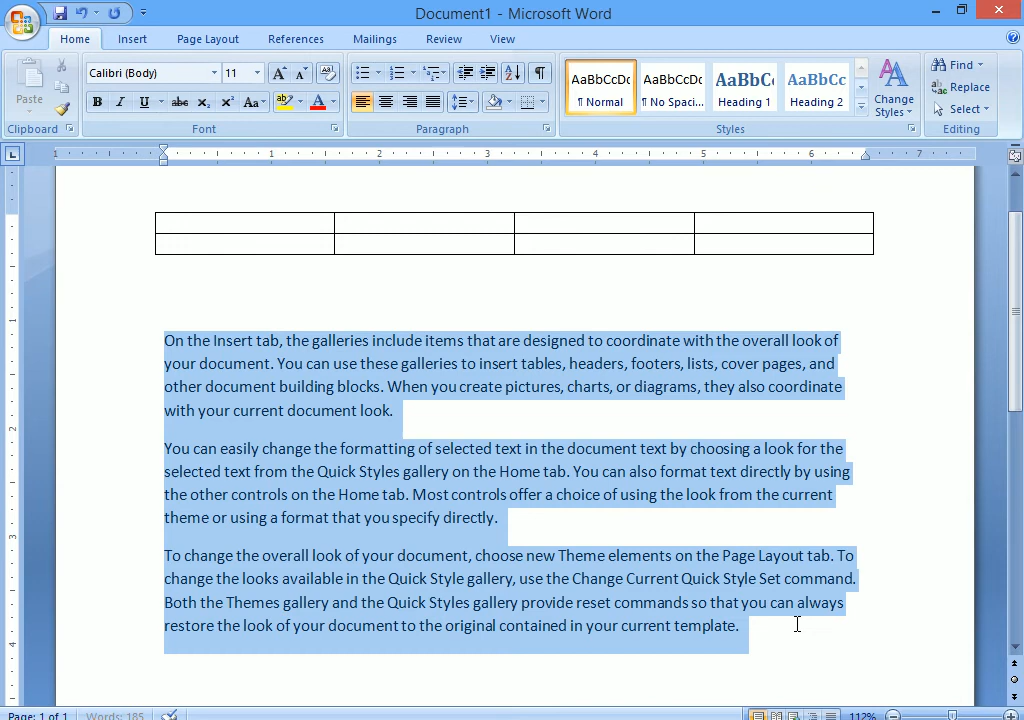 Document1 - Microsoft Word
Home Insert Page Layout References Mailings Review View
Paste
Calibri (Body) 11
AaBbCcDc AaBbCcDc AaBbC AaBbCc
¶ Normal ¶ No Spaci... Heading 1 Heading 2
Change Styles
Find
Replace
Select
Clipboard Font Paragraph Styles Editing
1 1 2 3 4 5 6 7
On the Insert tab, the galleries include items that are designed to coordinate with the overall look of
your document. You can use these galleries to insert tables, headers, footers, lists, cover pages, and
other document building blocks. When you create pictures, charts, or diagrams, they also coordinate
with your current document look.
You can easily change the formatting of selected text in the document text by choosing a look for the
selected text from the Quick Styles gallery on the Home tab. You can also format text directly by using
the other controls on the Home tab. Most controls offer a choice of using the look from the current
theme or using a format that you specify directly.
To change the overall look of your document, choose new Theme elements on the Page Layout tab. To
change the looks available in the Quick Style gallery, use the Change Current Quick Style Set command.
Both the Themes gallery and the Quick Styles gallery provide reset commands so that you can always
restore the look of your document to the original contained in your current template.
Page: 1 of 1 Words: 185 112%